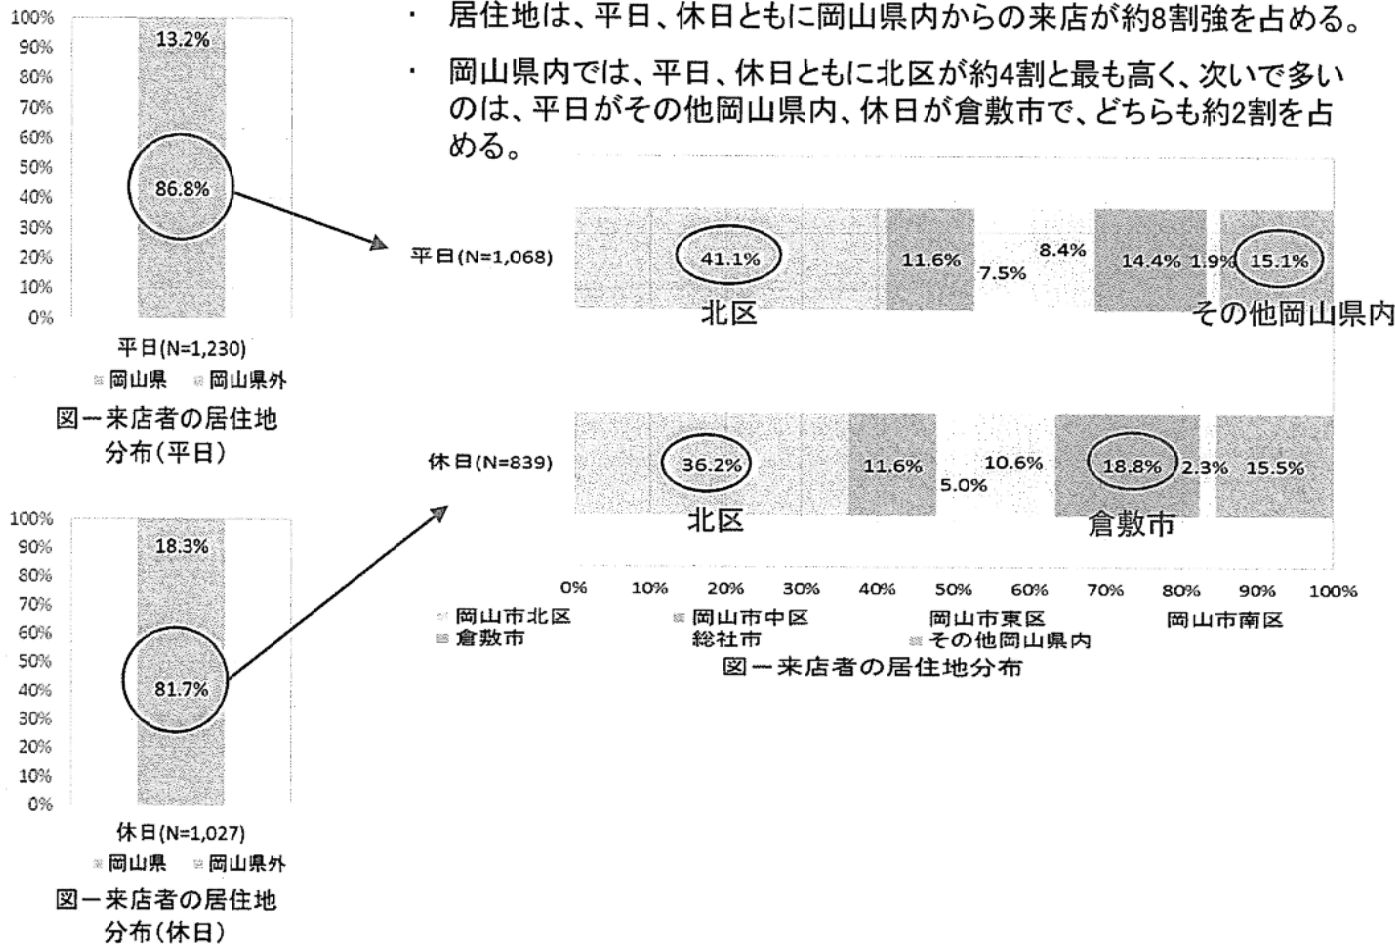 ・ 居住地は、平日、休日ともに岡山県内からの来店が約8割強を占める。
・ 岡山県内では、平日、休日ともに北区が約4割と最も高く、次いで多い
のは、平日がその他岡山県内、休日が倉敷市で、どちらも約2割を占
める。
100%
90%
80%
70%
60%
50%
40%
30%
20%
10%
0%
13.2%
86.8%
平日(N=1,230)
岡山県 岡山県外
図－来店者の居住地
分布(平日)
100%
90%
80%
70%
60%
50%
40%
30%
20%
10%
0%
18.3%
81.7%
休日(N=1,027)
岡山県 岡山県外
図－来店者の居住地
分布(休日)
平日(N=1,068)
41.1% 11.6% 7.5% 8.4% 14.4% 1.9% 15.1%
北区 その他岡山県内
休日(N=839)
36.2% 11.6% 5.0% 10.6% 18.8% 2.3% 15.5%
北区 倉敷市
0% 10% 20% 30% 40% 50% 60% 70% 80% 90% 100%
岡山市北区 岡山市中区 岡山市東区 岡山市南区
倉敷市 総社市 その他岡山県内
図－来店者の居住地分布